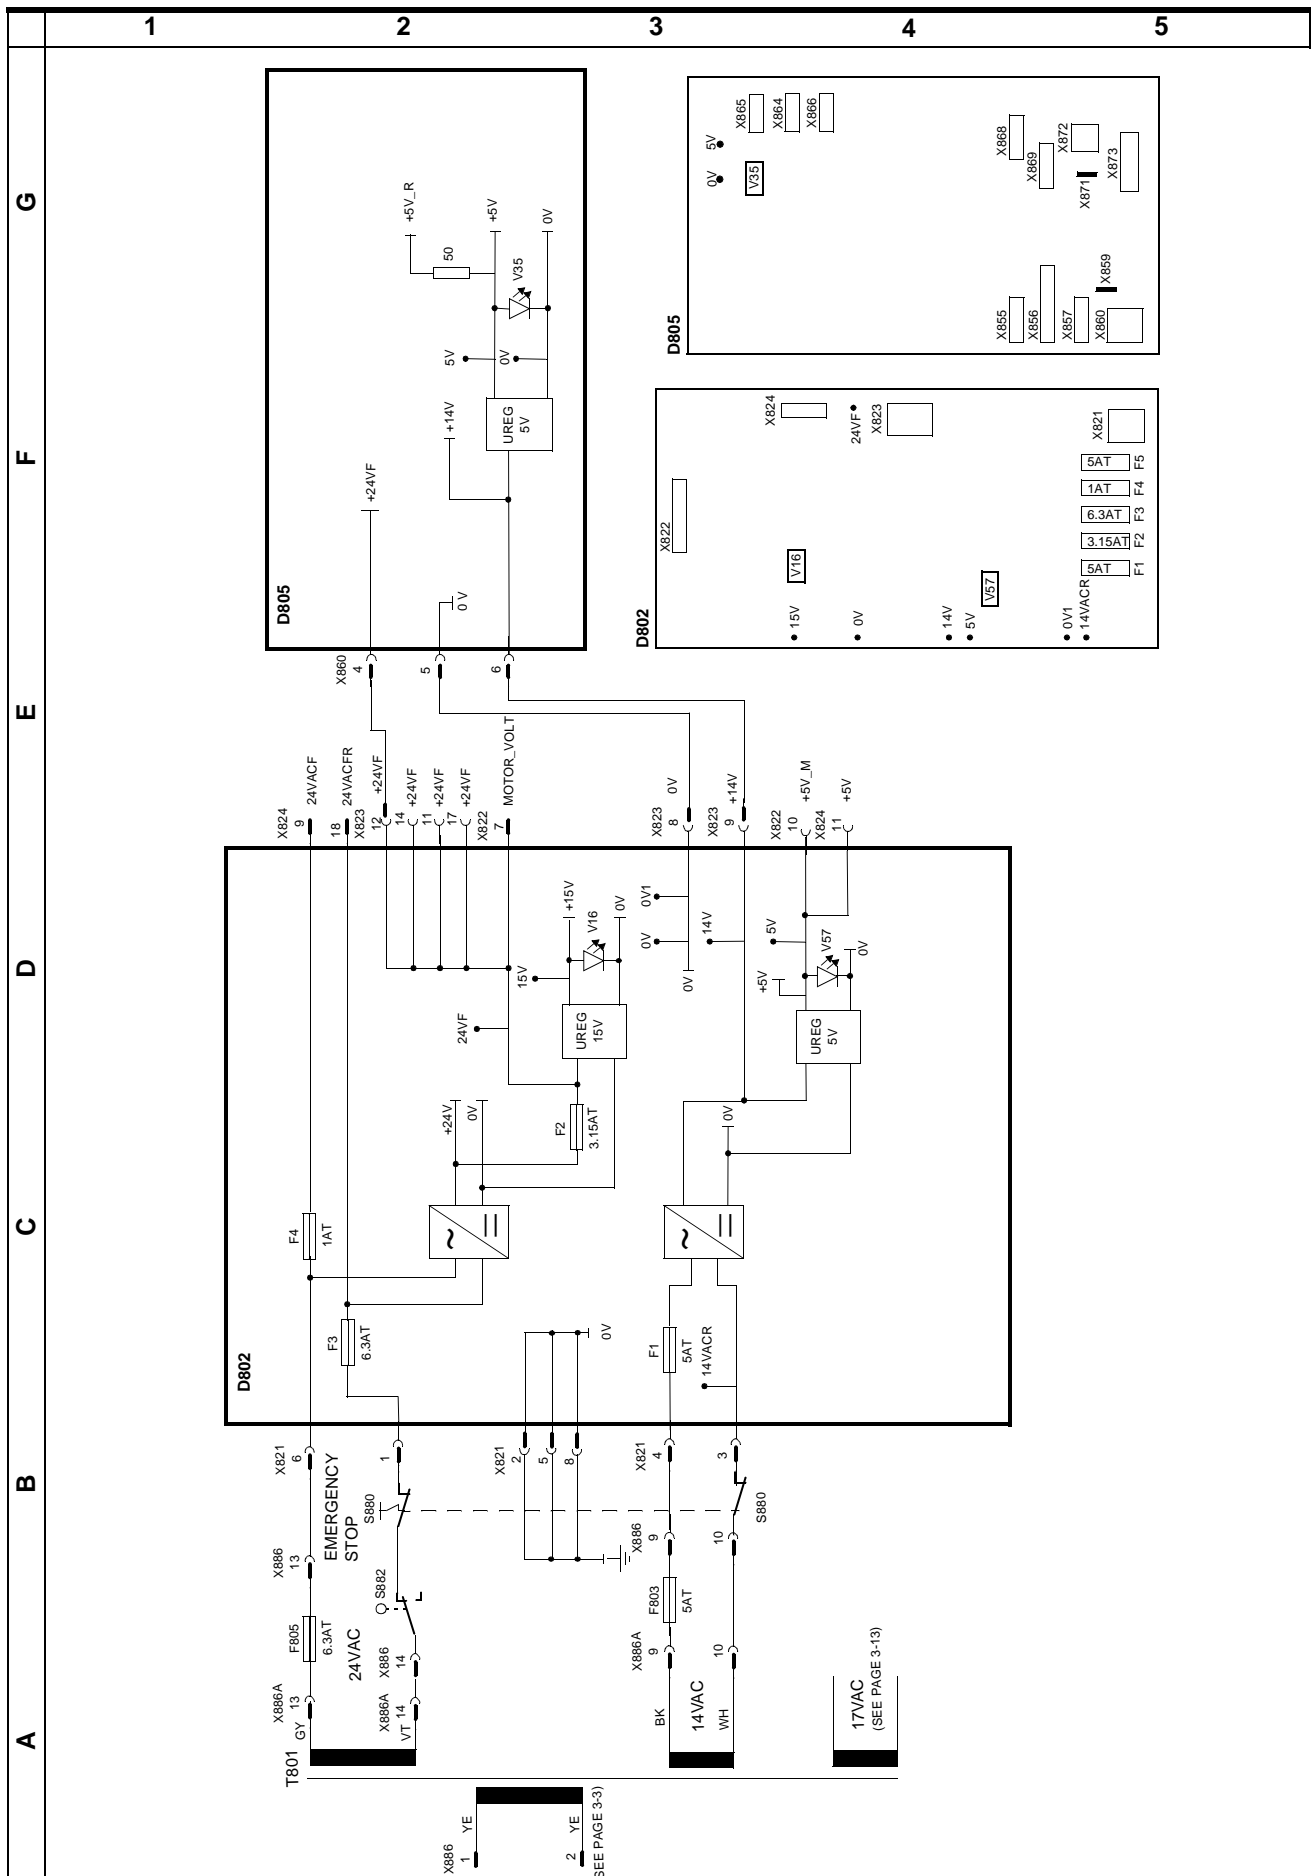 1 2 3 4 5
G
F
E
D
C
B
A
D805
+5V_R
50
+5V
0V
V35
5V
0V
UREG
5V
+14V
+24VF
0V
X860
4
5
6
X865
X864
X866
5V
0V
V35
X868
X869
X872
X871
X873
X859
X855
X856
X857
X860
D805
X824
24VF
X823
X821
5AT F5
1AT F4
6.3AT F3
3.15AT F2
5AT F1
X822
V16
V57
15V
0V
14V
5V
0V1
14VACR
D802
X824
9
24VACF
18
24VACFR
X823
12
+24VF
14
+24VF
11
+24VF
17
+24VF
X822
7
MOTOR_VOLT
X823
8
0V
X823
9
+14V
X822
10
+5V_M
X824
11
+5V
D802
+15V
V16
0V
15V
UREG
15V
24VF
0V1
0V
0V
14V
5V
V57
0V
+5V
UREG
5V
+24V
0V
F2
3.15AT
0V
F4
1AT
~
=
~
=
F3
6.3AT
0V
F1
5AT
14VACR
X821
6
EMERGENCY
STOP
1
S880
X821
2
5
8
X821
4
3
S880
X886
13
S882
X886
9
10
F805
6.3AT
24VAC
X886
14
F803
5AT
X886A
13
GY
X886A
14
VT
X886A
9
10
BK
14VAC
WH
17VAC
(SEE PAGE 3-13)
T801
X886
1
YE
2
YE
SEE PAGE 3-3)